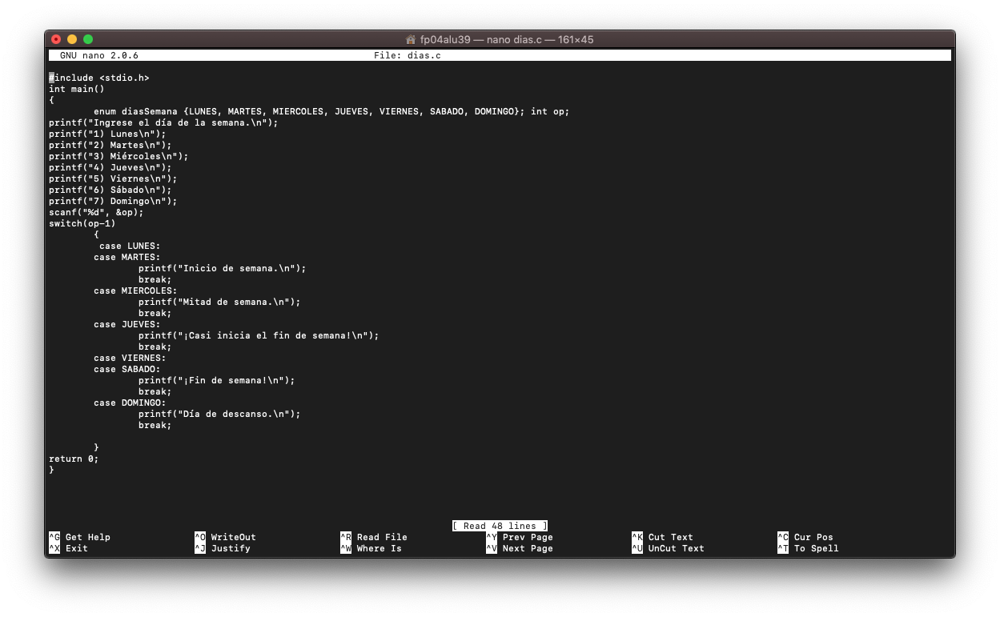 fp04alu39 — nano dias.c — 161×45
GNU nano 2.0.6 File: dias.c
#include <stdio.h>
int main()
{
enum diasSemana {LUNES, MARTES, MIERCOLES, JUEVES, VIERNES, SABADO, DOMINGO}; int op;
printf("Ingrese el día de la semana.\n");
printf("1) Lunes\n");
printf("2) Martes\n");
printf("3) Miércoles\n");
printf("4) Jueves\n");
printf("5) Viernes\n");
printf("6) Sábado\n");
printf("7) Domingo\n");
scanf("%d", &op);
switch(op-1)
{
case LUNES:
case MARTES:
printf("Inicio de semana.\n");
break;
case MIERCOLES:
printf("Mitad de semana.\n");
break;
case JUEVES:
printf("¡Casi inicia el fin de semana!\n");
break;
case VIERNES:
case SABADO:
printf("¡Fin de semana!\n");
break;
case DOMINGO:
printf("Día de descanso.\n");
break;
}
return 0;
}
[ Read 48 lines ]
^G Get Help ^O WriteOut ^R Read File ^Y Prev Page ^K Cut Text ^C Cur Pos
^X Exit ^J Justify ^W Where Is ^V Next Page ^U UnCut Text ^T To Spell